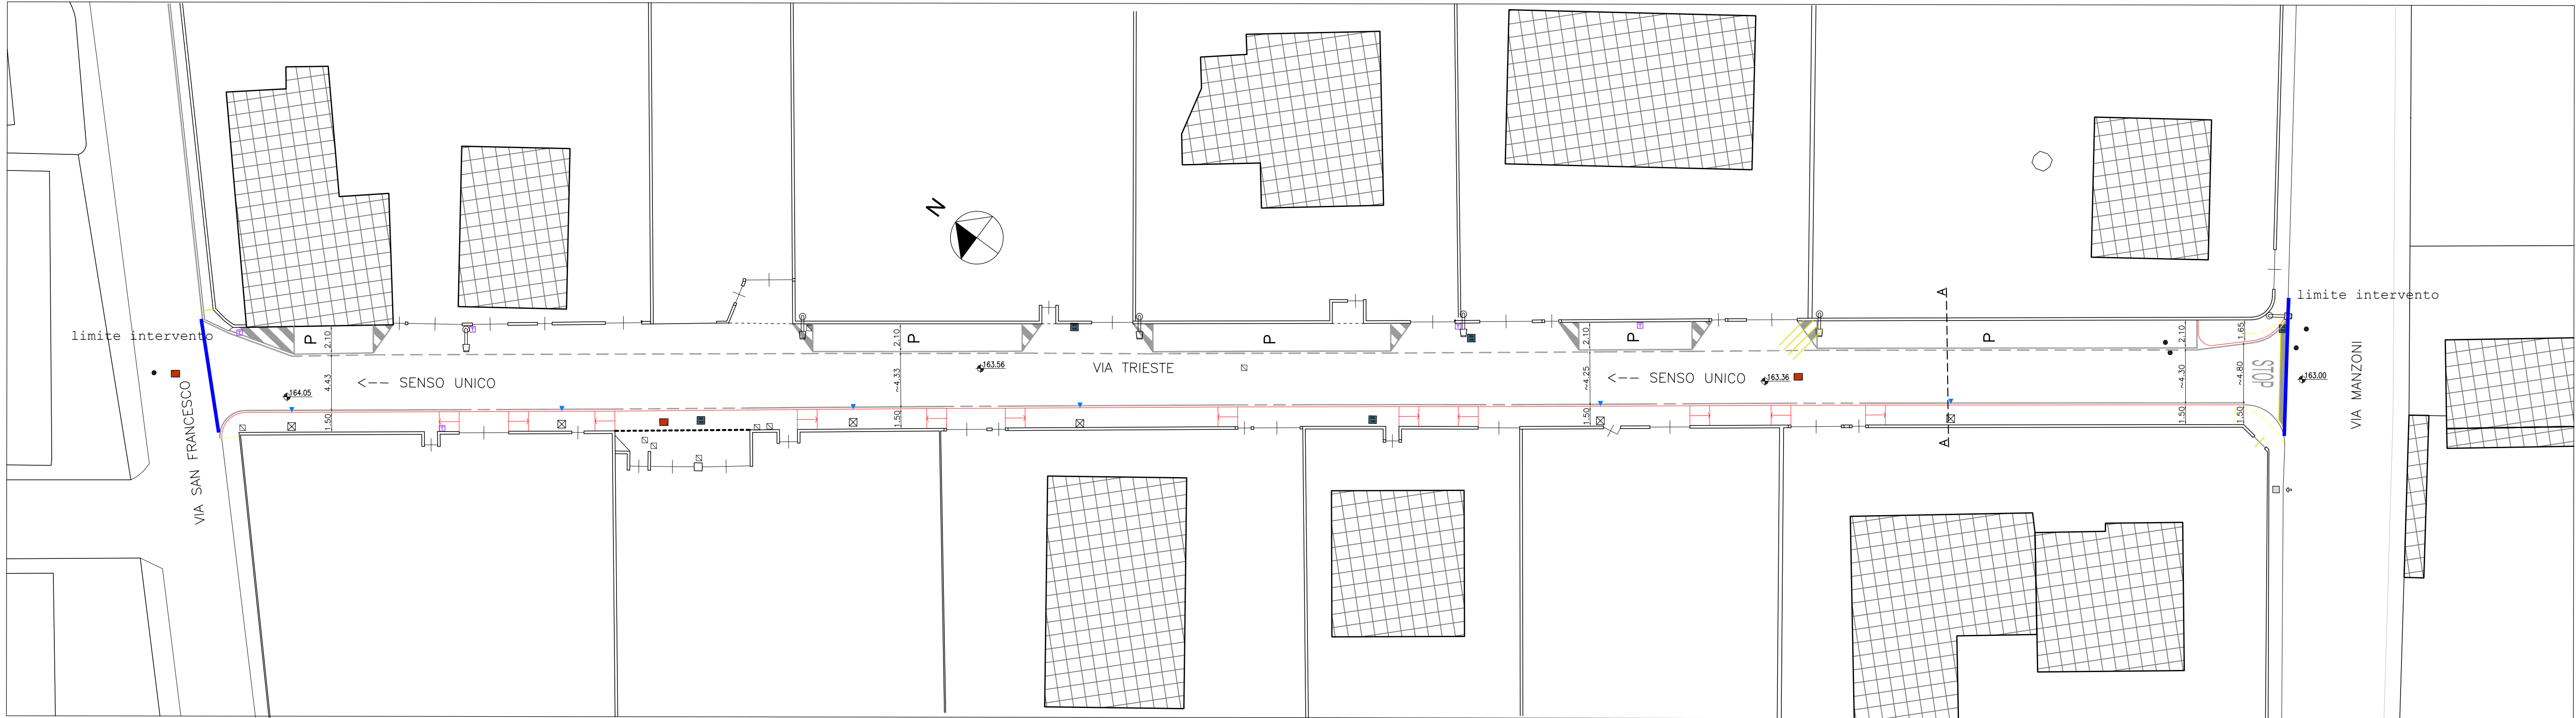 N
limite intervento
limite intervento
P
2.10
P
2.10
P
2.10
P
2.10
P
2.10
1.65
VIA TRIESTE
163.56
<-- SENSO UNICO
4.43
164.05
~4.33
~4.25
<-- SENSO UNICO
163.36
A
A
~4.30
~4.80
STOP
163.00
1.50
1.50
1.50
1.50
1.50
VIA SAN FRANCESCO
VIA MANZONI